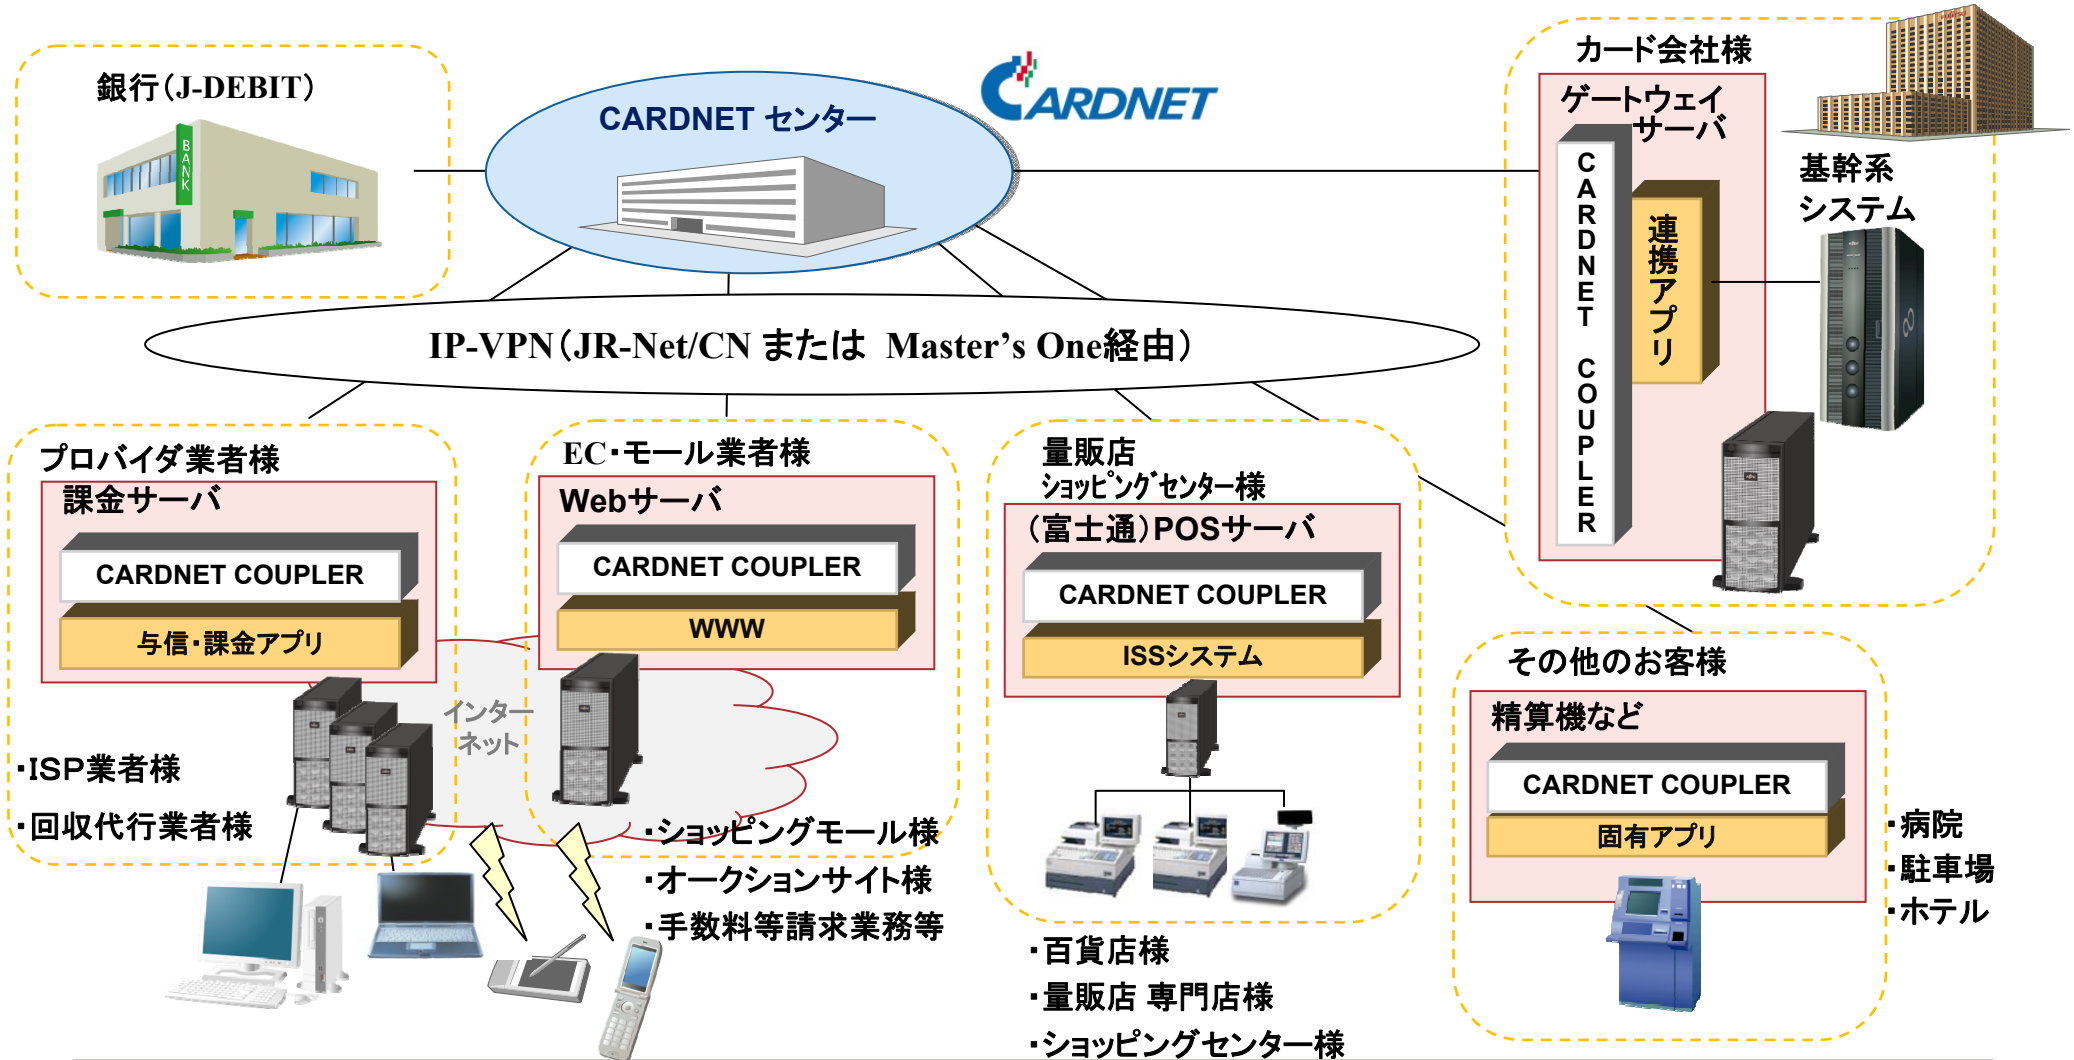 銀行(J-DEBIT)
BANK
CARDNET センター
CARDNET
カード会社様
ゲートウェイ
サーバ
CARDNET COUPLER
連携アプリ
基幹系
システム
IP-VPN(JR-Net/CN または Master's One経由)
プロバイダ業者様
課金サーバ
CARDNET COUPLER
与信・課金アプリ
・ISP業者様
・回収代行業者様
インター
ネット
EC・モール業者様
Webサーバ
CARDNET COUPLER
WWW
・ショッピングモール様
・オークションサイト様
・手数料等請求業務等
量販店
ショッピングセンター様
(富士通)POSサーバ
CARDNET COUPLER
ISSシステム
・百貨店様
・量販店 専門店様
・ショッピングセンター様
その他のお客様
精算機など
CARDNET COUPLER
固有アプリ
・病院
・駐車場
・ホテル